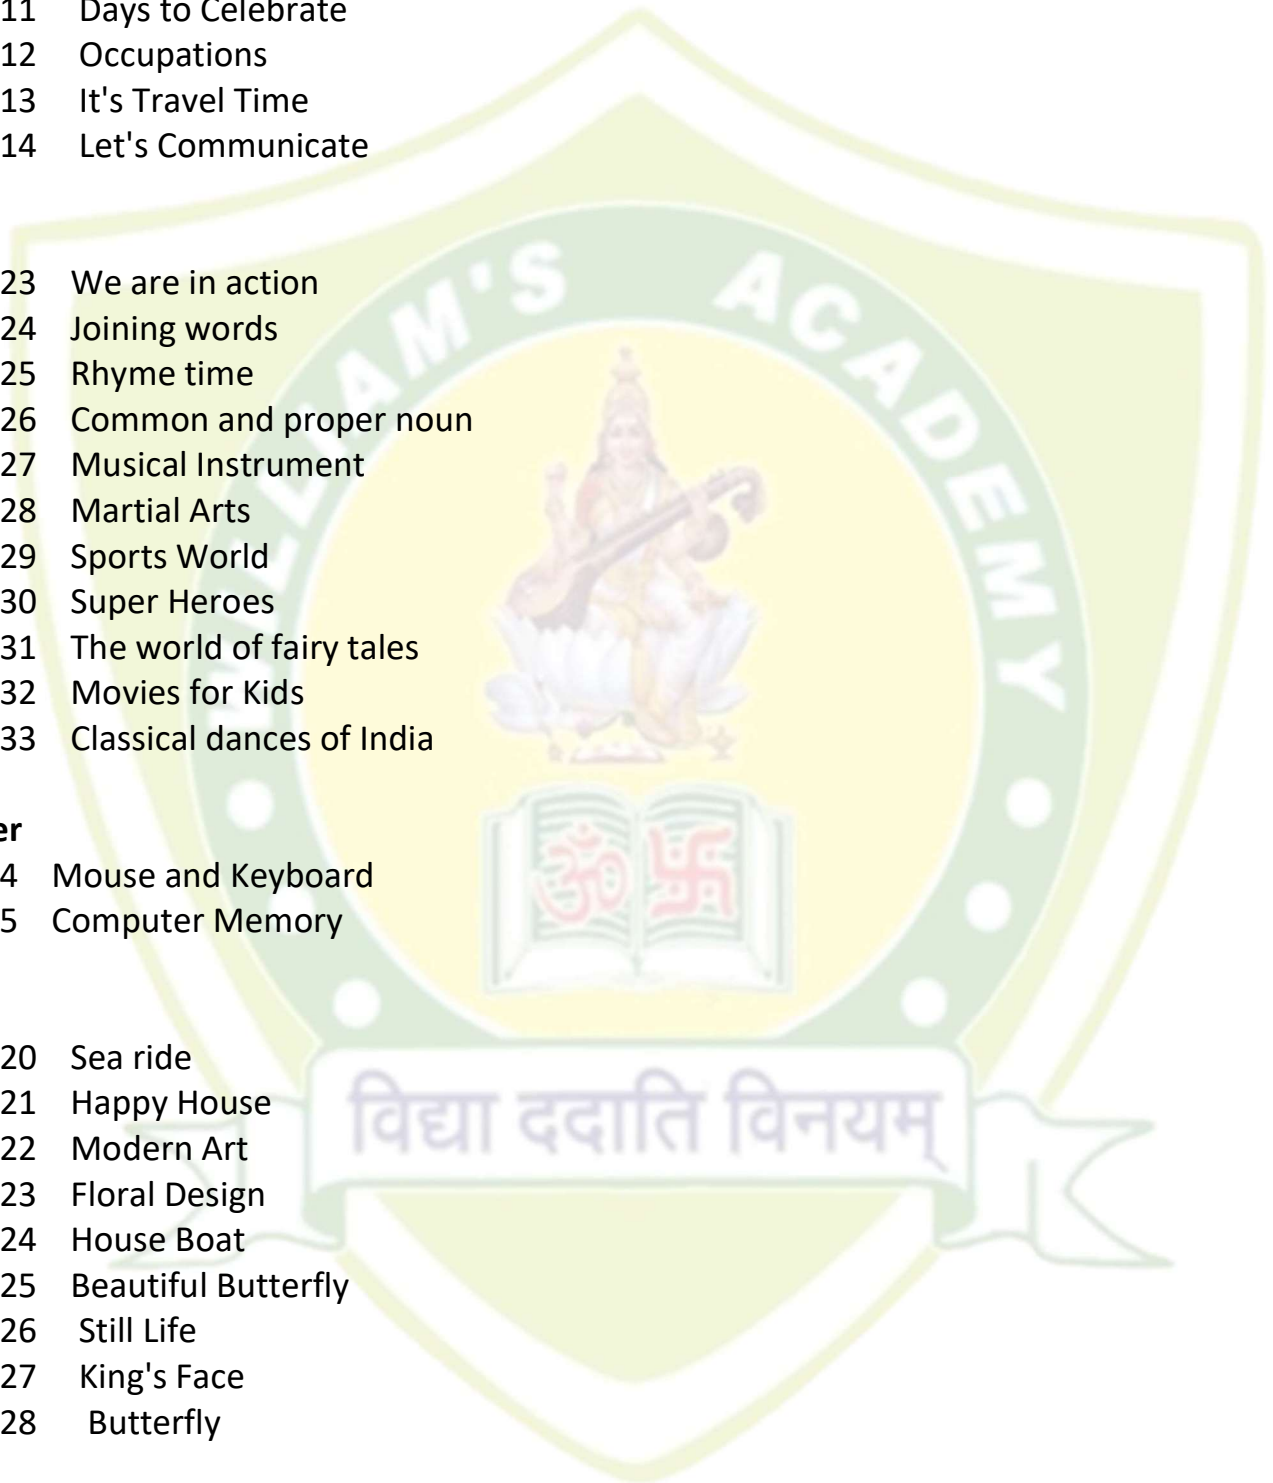 11 Days to Celebrate
12 Occupations
13 It's Travel Time
14 Let's Communicate
23 We are in action
24 Joining words
25 Rhyme time
26 Common and proper noun
27 Musical Instrument
28 Martial Arts
29 Sports World
30 Super Heroes
31 The world of fairy tales
32 Movies for Kids
33 Classical dances of India
er
4 Mouse and Keyboard
5 Computer Memory
20 Sea ride
21 Happy House
22 Modern Art
23 Floral Design
24 House Boat
25 Beautiful Butterfly
26 Still Life
27 King's Face
28 Butterfly
WILLIAM'S ACADEMY
ॐ
विद्या ददाति विनयम्